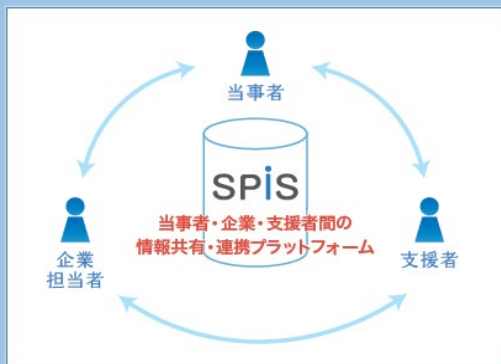 当事者
SPiS
当事者・企業・支援者間の
情報共有・連携プラットフォーム
企業
担当者
支援者